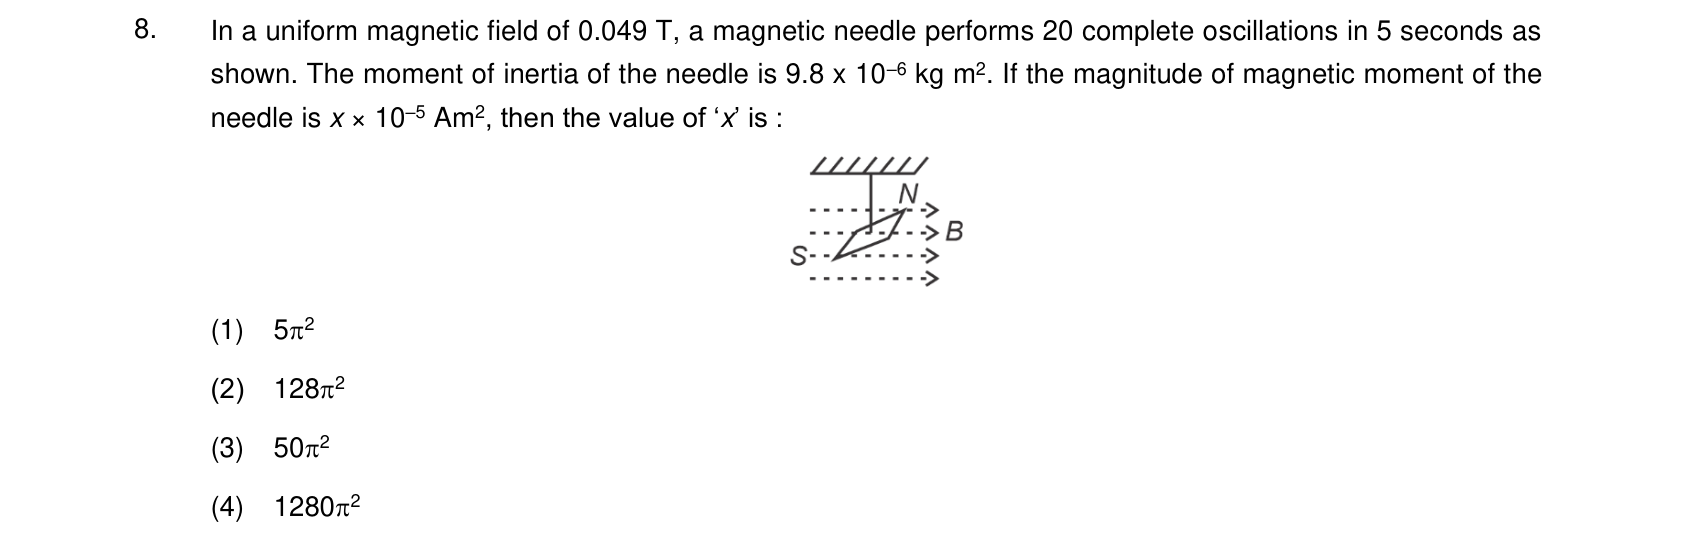 8. In a uniform magnetic field of 0.049 T, a magnetic needle performs 20 complete oscillations in 5 seconds as
shown. The moment of inertia of the needle is 9.8 x 10⁻⁶ kg m². If the magnitude of magnetic moment of the
needle is x × 10⁻⁵ Am², then the value of ‘x’ is :
N
B
S
(1) 5π²
(2) 128π²
(3) 50π²
(4) 1280π²